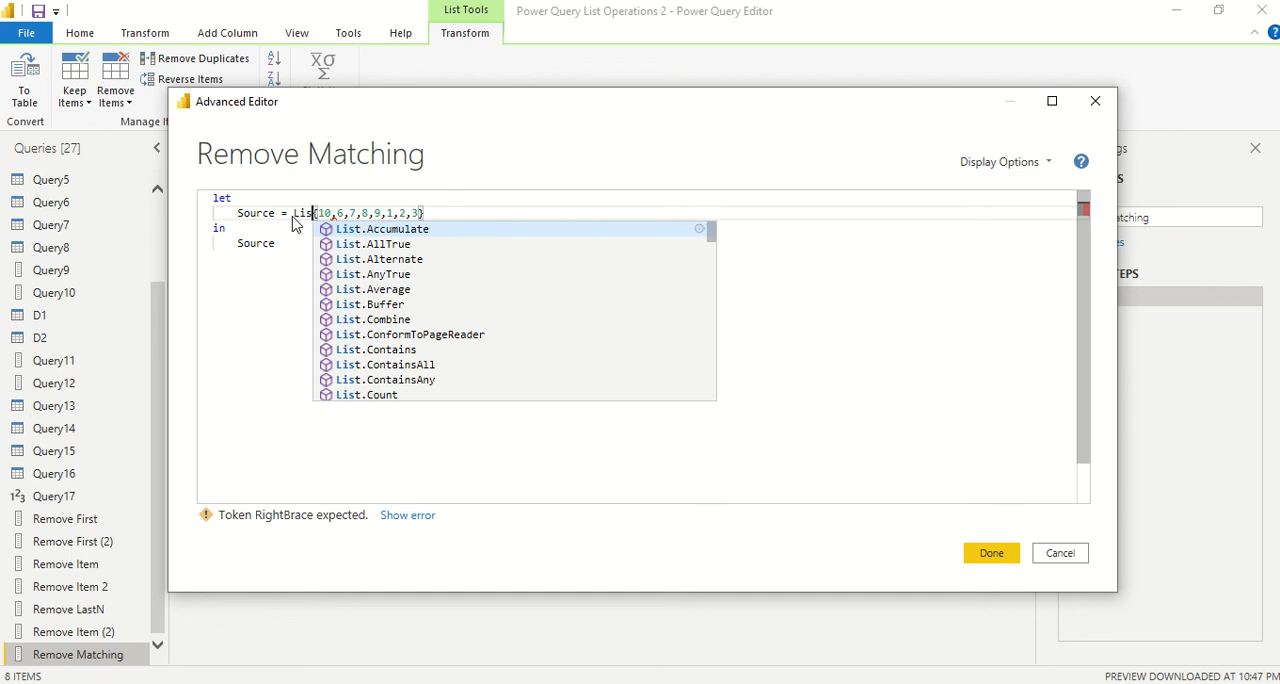 List Tools
Power Query List Operations 2 - Power Query Editor
File
Home
Transform
Add Column
View
Tools
Help
Transform
To
Table
Keep
Items
Remove
Items
Remove Duplicates
Reverse Items
A
Z
Z
Xσ
Σ
Convert
Manage It
Queries [27]
Query5
Query6
Query7
Query8
Query9
Query10
D1
D2
Query11
Query12
Query13
Query14
Query15
Query16
1²3 Query17
Remove First
Remove First (2)
Remove Item
Remove Item 2
Remove LastN
Remove Item (2)
Remove Matching
Advanced Editor
Remove Matching
Display Options
?
let
Source = Lis{10,6,7,8,9,1,2,3}
in
Source
List.Accumulate
List.AllTrue
List.Alternate
List.AnyTrue
List.Average
List.Buffer
List.Combine
List.ConformToPageReader
List.Contains
List.ContainsAll
List.ContainsAny
List.Count
Token RightBrace expected. Show error
Done
Cancel
gs
S
tching
es
TEPS
8 ITEMS
PREVIEW DOWNLOADED AT 10:47 PM